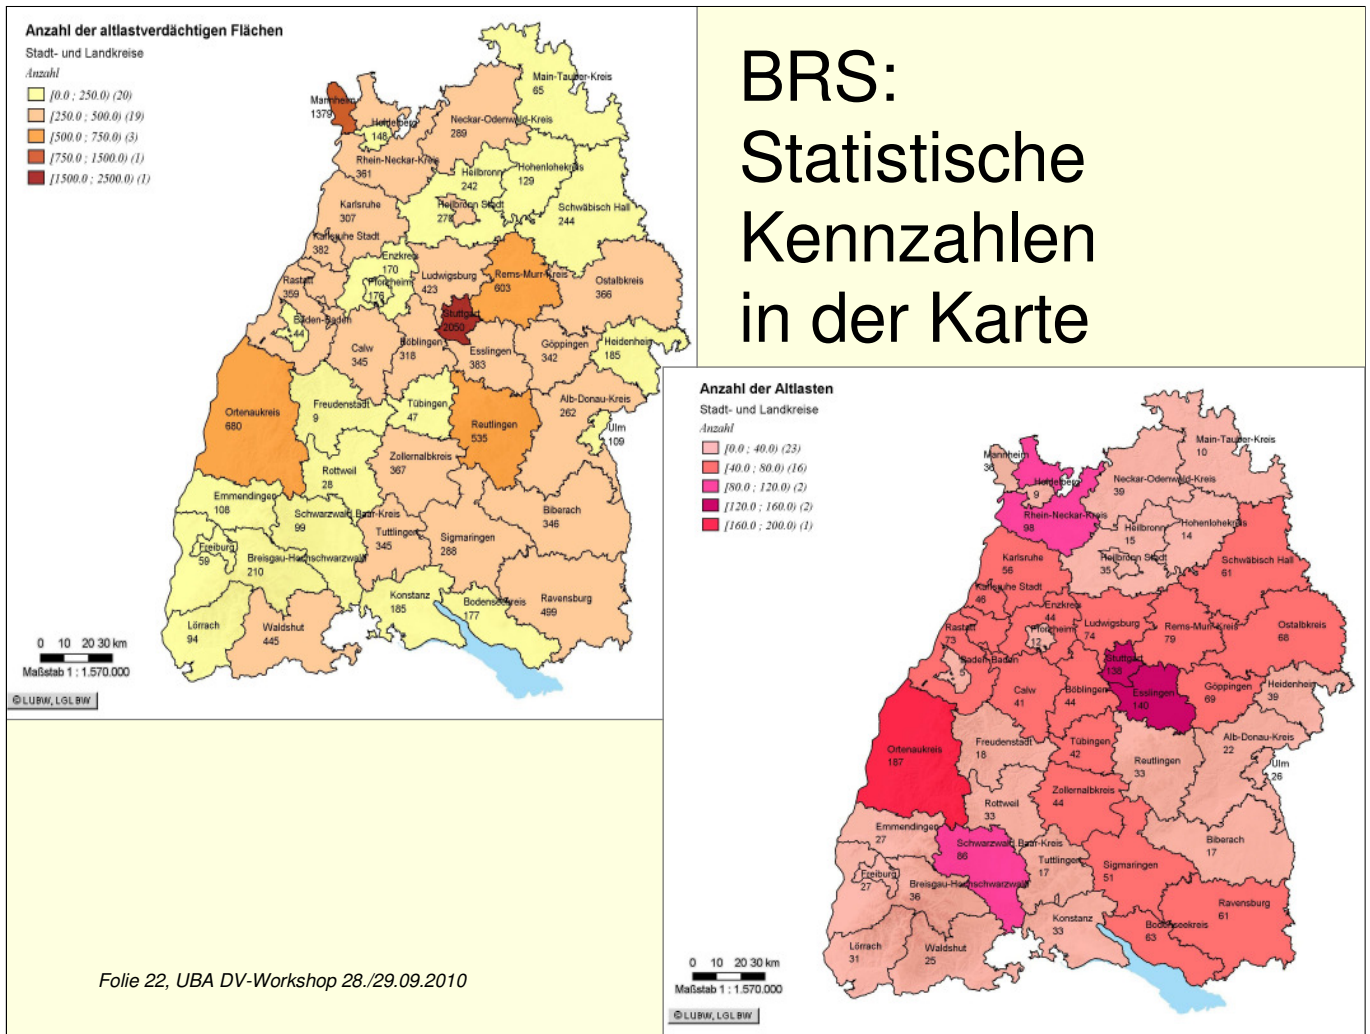 Anzahl der altlastverdächtigen Flächen
Stadt- und Landkreise
Anzahl
[0.0 ; 250.0) (20)
[250.0 ; 500.0) (19)
[500.0 ; 750.0) (3)
[750.0 ; 1500.0) (1)
[1500.0 ; 2500.0) (1)
Main-Tauber-Kreis
65
Mannheim
1379
Heidelberg
148
Neckar-Odenwald-Kreis
289
Rhein-Neckar-Kreis
361
Heilbronn
242
Hohenlohekreis
129
Karlsruhe
307
Heilbronn Stadt
278
Schwäbisch Hall
244
Karlsruhe Stadt
382
Enzkreis
170
Pforzheim
176
Ludwigsburg
423
Rems-Murr-Kreis
603
Ostalbkreis
366
Rastatt
359
Baden-Baden
44
Stuttgart
2050
Calw
345
Böblingen
318
Esslingen
383
Göppingen
342
Heidenheim
185
Ortenaukreis
680
Freudenstadt
9
Tübingen
47
Reutlingen
535
Alb-Donau-Kreis
262
Ulm
109
Rottweil
28
Zollernalbkreis
367
Emmendingen
108
Schwarzwald Baar-Kreis
99
Tuttlingen
345
Sigmaringen
288
Biberach
346
Freiburg
59
Breisgau-Hochschwarzwald
210
Konstanz
185
Bodenseekreis
177
Ravensburg
499
Lörrach
94
Waldshut
445
0 10 20 30 km
Maßstab 1 : 1.570.000
© LUBW, LGL BW
BRS:
Statistische
Kennzahlen
in der Karte
Anzahl der Altlasten
Stadt- und Landkreise
Anzahl
[0.0 ; 40.0) (23)
[40.0 ; 80.0) (16)
[80.0 ; 120.0) (2)
[120.0 ; 160.0) (2)
[160.0 ; 200.0) (1)
Main-Tauber-Kreis
10
Mannheim
36
Heidelberg
9
Neckar-Odenwald-Kreis
39
Rhein-Neckar-Kreis
98
Heilbronn
15
Hohenlohekreis
14
Karlsruhe
56
Heilbronn Stadt
35
Schwäbisch Hall
61
Karlsruhe Stadt
46
Enzkreis
44
Pforzheim
12
Ludwigsburg
74
Rems-Murr-Kreis
79
Ostalbkreis
68
Rastatt
73
Baden-Baden
5
Stuttgart
138
Calw
41
Böblingen
44
Esslingen
140
Göppingen
69
Heidenheim
39
Ortenaukreis
187
Freudenstadt
18
Tübingen
42
Reutlingen
33
Alb-Donau-Kreis
22
Ulm
26
Rottweil
33
Zollernalbkreis
44
Emmendingen
27
Schwarzwald Baar-Kreis
86
Tuttlingen
17
Sigmaringen
51
Biberach
17
Freiburg
27
Breisgau-Hochschwarzwald
36
Konstanz
33
Bodenseekreis
63
Ravensburg
61
Lörrach
31
Waldshut
25
0 10 20 30 km
Maßstab 1 : 1.570.000
© LUBW, LGL BW
Folie 22, UBA DV-Workshop 28./29.09.2010